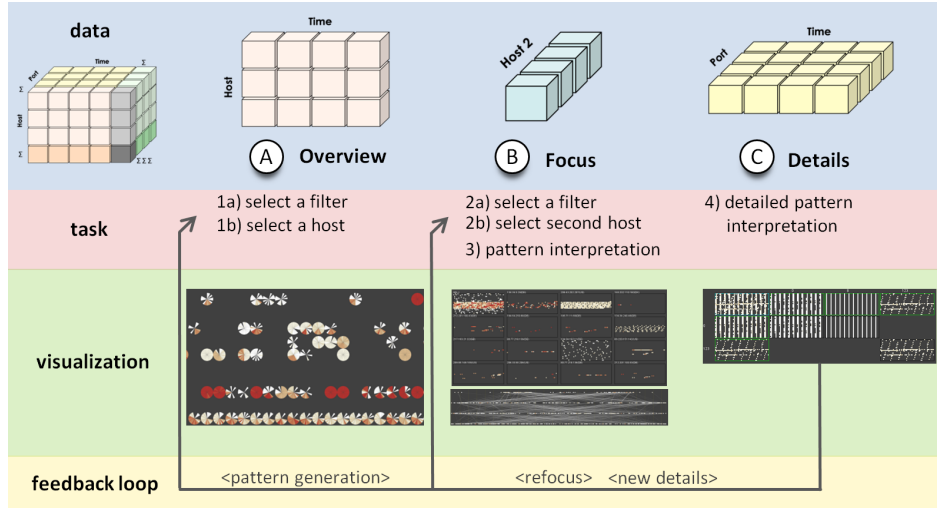 data
Time
Σ
Port
Σ
Host
Σ
Σ Σ Σ
Time
Host
A Overview
Host 2
B Focus
Time
Port
C Details
task
1a) select a filter
1b) select a host
2a) select a filter
2b) select second host
3) pattern interpretation
4) detailed pattern
interpretation
visualization
feedback loop
<pattern generation>
<refocus>
<new details>